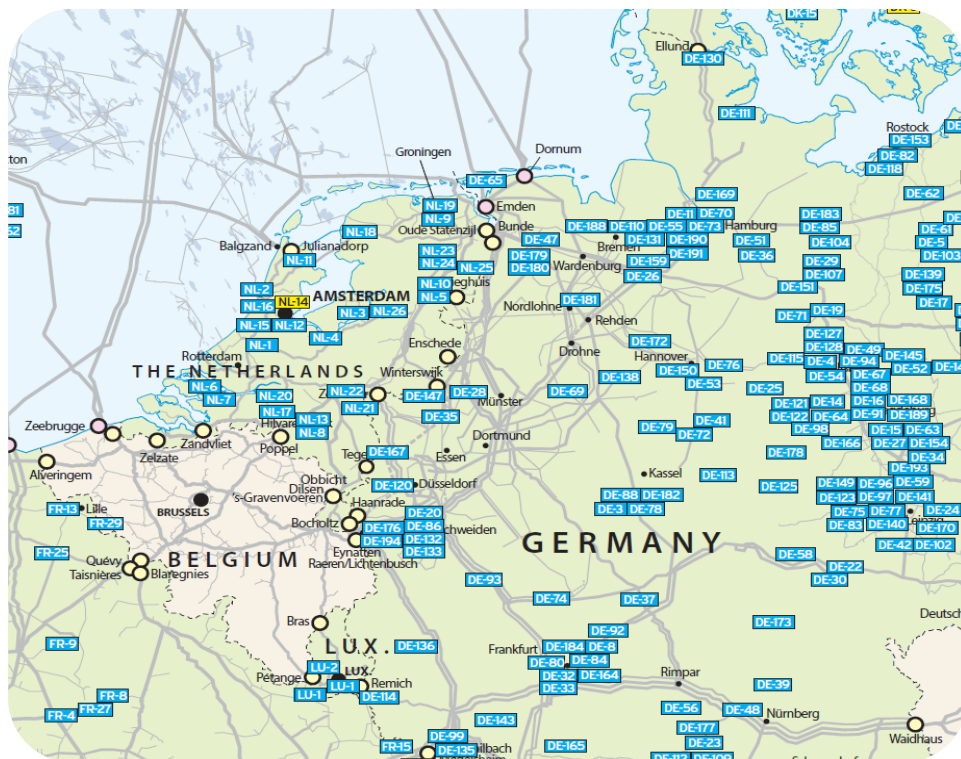 DK-15
Ellund
DE-130
DE-111
Rostock
DE-153
DE-82
DE-118
Groningen
Dornum
DE-65
DE-62
DE-169
NL-19
NL-9
Emden
DE-11
DE-70
DE-183
Oude Statenzijl
Bunde
DE-188
DE-110
DE-55
DE-73
Hamburg
DE-85
NL-18
DE-47
Bremen
DE-131
DE-190
DE-51
DE-104
DE-5
Balgzand
Julianadorp
NL-11
NL-23
NL-24
NL-25
DE-179
DE-180
Wardenburg
DE-159
DE-191
DE-36
DE-26
DE-29
DE-107
DE-103
DE-139
DE-175
DE-151
DE-17
NL-2
NL-16
NL-14
AMSTERDAM
NL-10
NL-5
Nordlohne
DE-181
NL-15
NL-12
NL-3
NL-26
Rehden
DE-71
DE-19
NL-1
NL-4
Enschede
Drohne
DE-172
DE-127
DE-128
DE-49
Rotterdam
Hannover
DE-150
DE-76
DE-115
DE-4
DE-94
DE-145
DE-52
THE NETHERLANDS
Winterswijk
DE-138
DE-53
DE-54
DE-67
DE-68
NL-6
NL-7
NL-20
NL-22
DE-147
DE-28
DE-69
DE-25
NL-17
NL-21
Münster
DE-121
DE-14
DE-16
DE-168
NL-13
NL-8
DE-35
DE-41
DE-122
DE-64
DE-91
DE-189
Zeebrugge
Zandvliet
Poppel
Dortmund
DE-79
DE-72
DE-98
DE-15
DE-63
Zelzate
DE-167
Essen
DE-178
DE-166
DE-27
DE-154
DE-34
Alveringem
Obbicht
Dilsen
DE-120
Düsseldorf
Kassel
DE-113
DE-125
DE-193
DE-149
DE-96
DE-59
's-Gravenvoeren
DE-88
DE-182
DE-123
DE-97
DE-141
FR-13
Lille
BRUSSELS
Haanrade
DE-20
DE-3
DE-78
DE-75
DE-77
DE-24
FR-29
Bocholtz
DE-176
DE-86
DE-83
DE-140
DE-170
DE-194
DE-132
DE-133
GERMANY
DE-42
DE-102
FR-25
Quévy
Taisnières
Blaregnies
BELGIUM
Eynatten
Raeren/Lichtenbusch
DE-58
DE-22
DE-30
DE-93
DE-74
DE-37
Bras
DE-173
DE-92
FR-9
LUX.
DE-136
Frankfurt
DE-184
DE-8
DE-80
DE-84
LU-2
LUX.
Pétange
LU-1
LU-1
Remich
DE-114
DE-32
DE-164
DE-33
Rimpar
DE-39
FR-8
FR-27
FR-4
DE-56
DE-48
Nürnberg
DE-143
DE-177
DE-99
DE-23
Waidhaus
FR-15
DE-135
DE-165